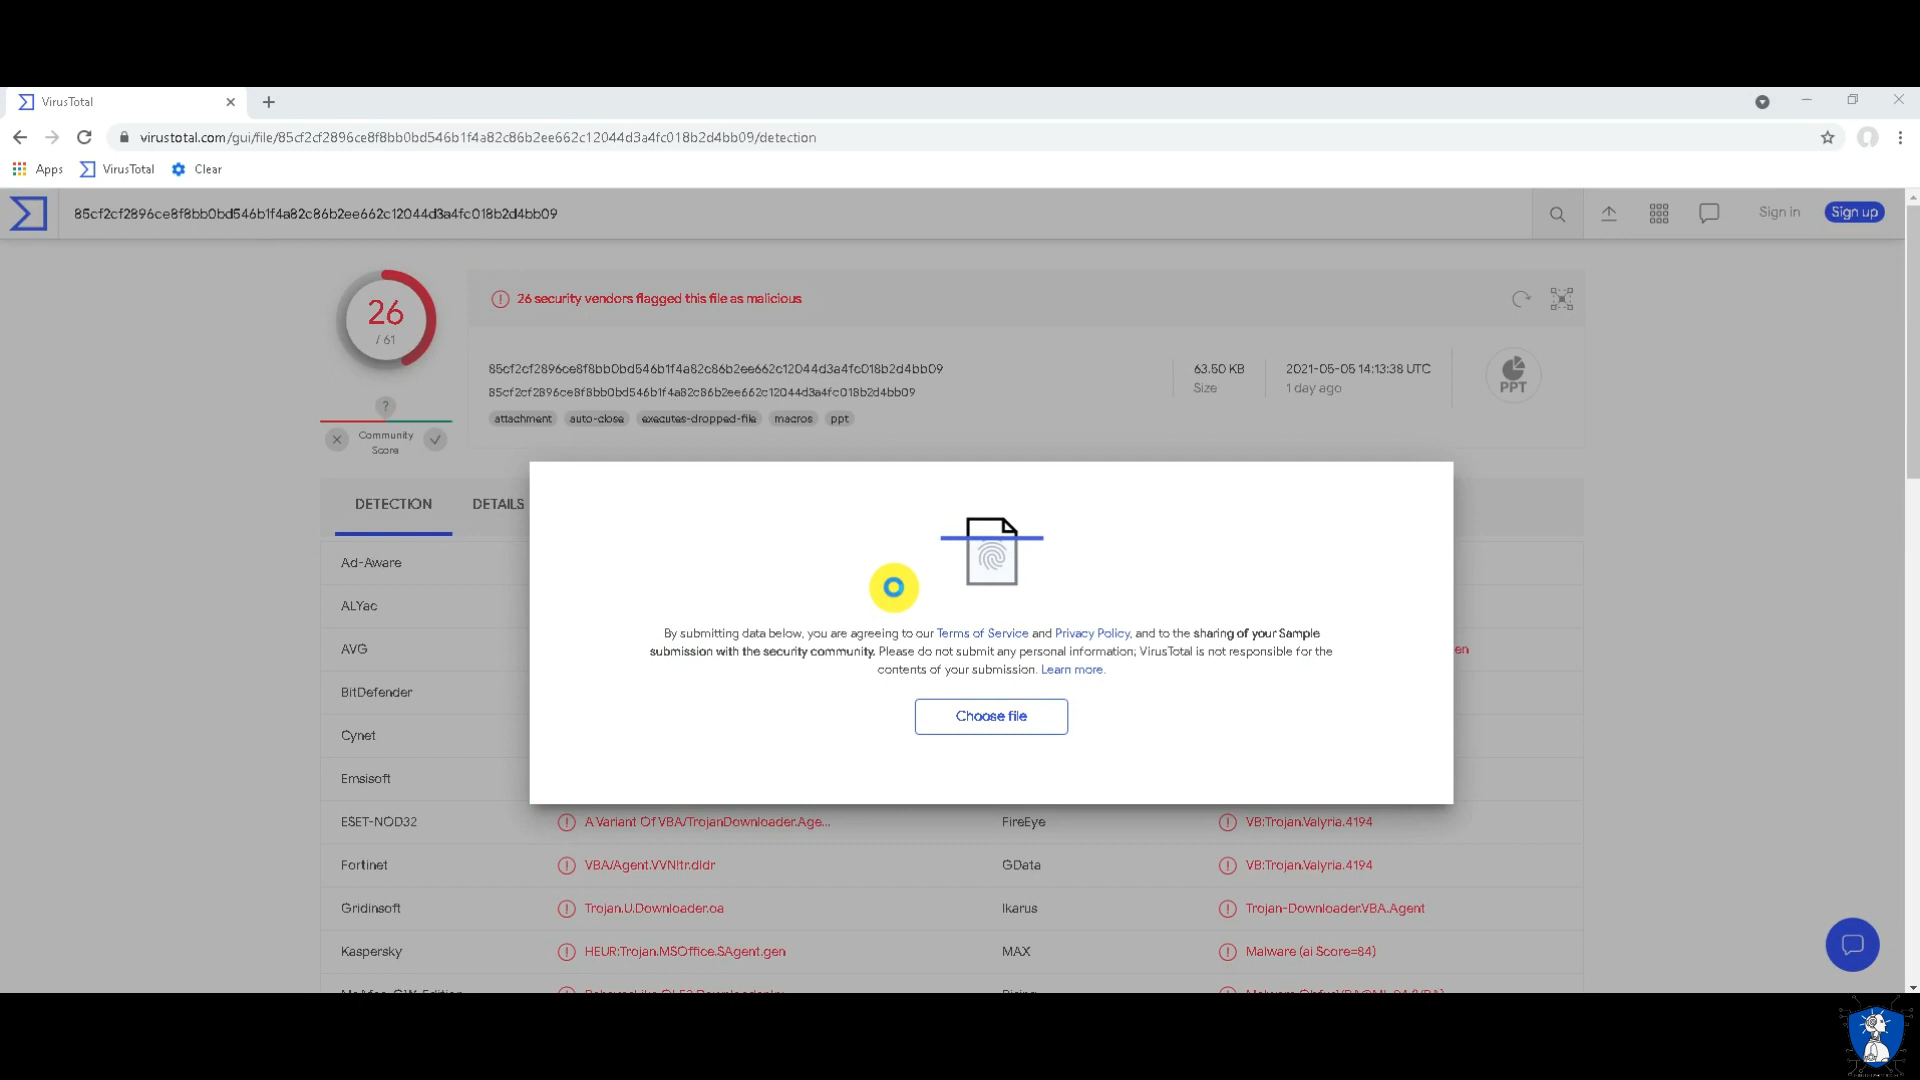 VirusTotal
virustotal.com/gui/file/85cf2cf2896ce8f8bb0bd546b1f4a82c86b2ee662c12044d3a4fc018b2d4bb09/detection
Apps VirusTotal Clear
85cf2cf2896ce8f8bb0bd546b1f4a82c86b2ee662c12044d3a4fc018b2d4bb09
Sign in Sign up
26
/ 61
26 security vendors flagged this file as malicious
85cf2cf2896ce8f8bb0bd546b1f4a82c86b2ee662c12044d3a4fc018b2d4bb09
85cf2cf2896ce8f8bb0bd546b1f4a82c86b2ee662c12044d3a4fc018b2d4bb09
attachment auto-close executes-dropped-file macros ppt
63.50 KB
Size
2021-05-05 14:13:38 UTC
1 day ago
PPT
?
Community
Score
DETECTION DETAILS
Ad-Aware
ALYac
AVG en
BitDefender
Cynet
Emsisoft
By submitting data below, you are agreeing to our Terms of Service and Privacy Policy, and to the sharing of your Sample
submission with the security community. Please do not submit any personal information; VirusTotal is not responsible for the
contents of your submission. Learn more.
Choose file
ESET-NOD32 A Variant Of VBA/TrojanDownloader.Age... FireEye VB:Trojan.Valyria.4194
Fortinet VBA/Agent.VVN!tr.dldr GData VB:Trojan.Valyria.4194
Gridinsoft Trojan.U.Downloader.oa Ikarus Trojan-Downloader.VBA.Agent
Kaspersky HEUR:Trojan.MSOffice.SAgent.gen MAX Malware (ai Score=84)